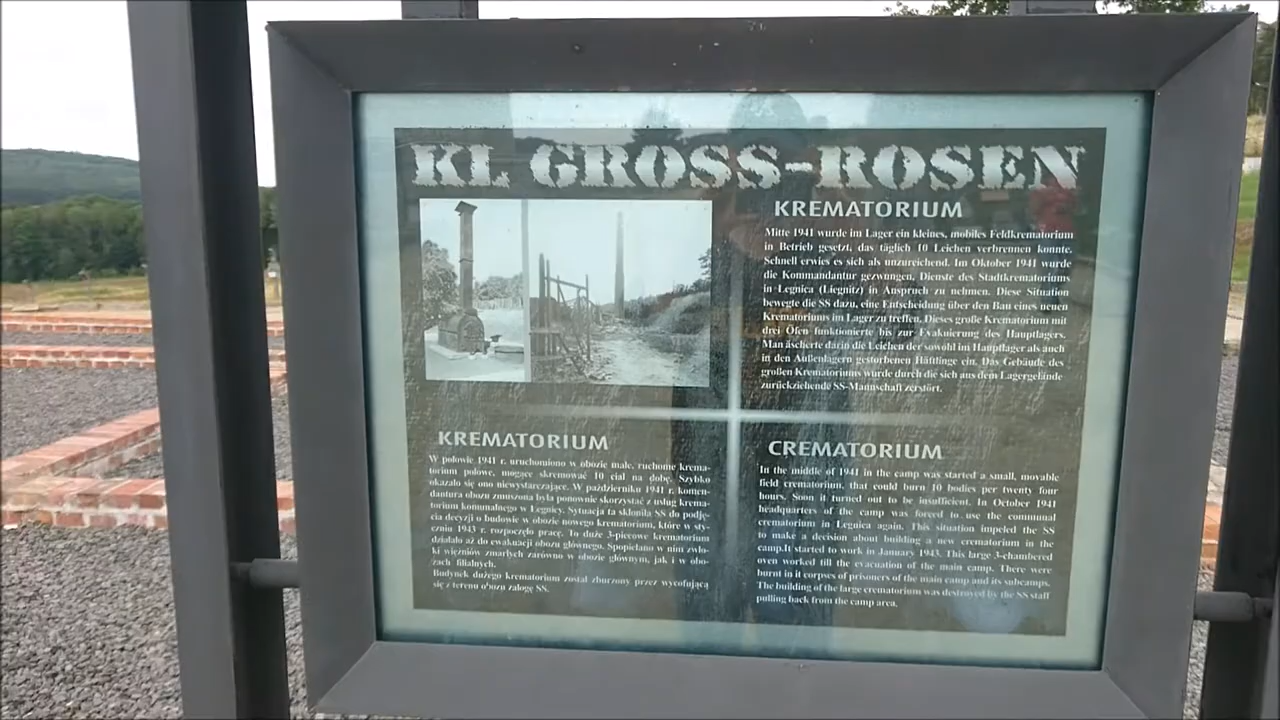 KL GROSS-ROSEN
KREMATORIUM
Mitte 1941 wurde im Lager ein kleines, mobiles Feldkrematorium
in Betrieb gesetzt, das täglich 10 Leichen verbrennen konnte.
Schnell erwies es sich als unzureichend. Im Oktober 1941 wurde
die Kommandantur gezwungen, Dienste des Stadtkrematoriums
in Legnica (Liegnitz) in Anspruch zu nehmen. Diese Situation
bewegte die SS dazu, eine Entscheidung über den Bau eines neuen
Krematoriums im Lager zu treffen. Dieses große Krematorium mit
drei Öfen funktionierte bis zur Evakuierung des Hauptlagers.
Man äscherte darin die Leichen der sowohl im Hauptlager als auch
in den Außenlagern gestorbenen Häftlinge ein. Das Gebäude des
großen Krematoriums wurde durch die sich aus dem Lagergelände
zurückziehende SS-Mannschaft zerstört.
KREMATORIUM
W połowie 1941 r. uruchomiono w obozie małe, ruchome krema-
torium polowe, mogące skremować 10 ciał na dobę. Szybko
okazało się ono niewystarczające. W październiku 1941 r. komen-
dantura obozu zmuszona była ponownie skorzystać z usług krema-
torium komunalnego w Legnicy. Sytuacja ta skłoniła SS do podję-
cia decyzji o budowie w obozie nowego krematorium, które w sty-
czniu 1943 r. rozpoczęło pracę. To duże 3-piecowe krematorium
działało aż do ewakuacji obozu głównego. Spopielano w nim zwło-
ki więźniów zmarłych zarówno w obozie głównym, jak i w obo-
zach filialnych.
Budynek dużego krematorium został zburzony przez wycofującą
się z terenu obozu załogę SS.
CREMATORIUM
In the middle of 1941 in the camp was started a small, movable
field crematorium, that could burn 10 bodies per twenty four
hours. Soon it turned out to be insufficient. In October 1941
headquarters of the camp was forced to use the communal
crematorium in Legnica again. This situation impeled the SS
to make a decision about building a new crematorium in the
camp.It started to work in January 1943. This large 3-chambered
oven worked till the evacuation of the main camp. There were
burnt in it corpses of prisoners of the main camp and its subcamps.
The building of the large crematorium was destroyed by the SS staff
pulling back from the camp area.